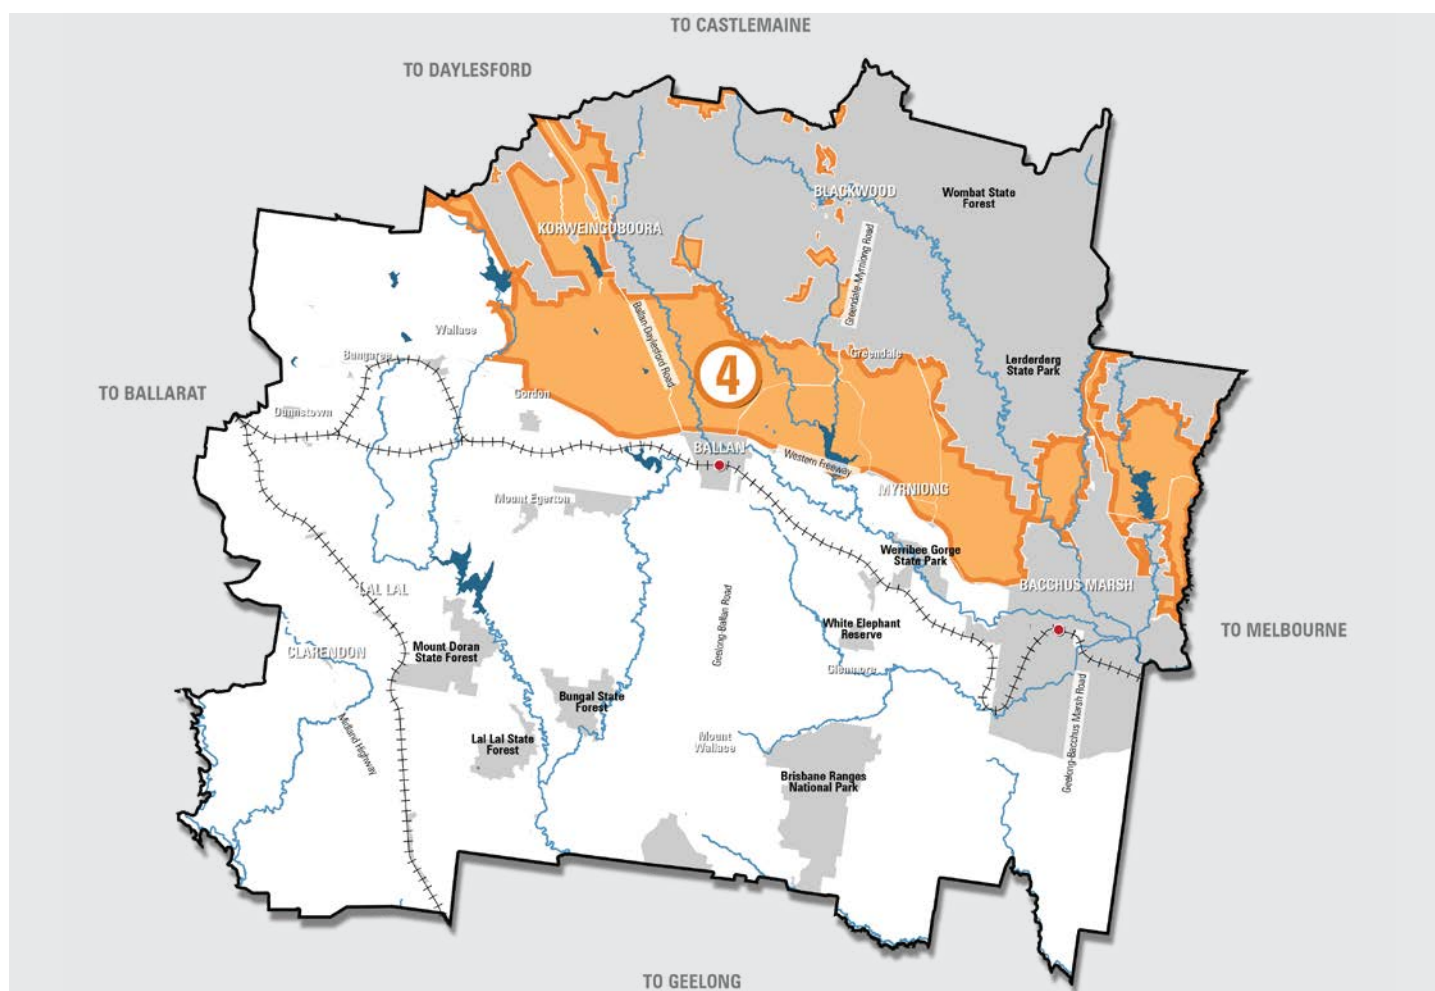 TO CASTLEMAINE
TO DAYLESFORD
BLACKWOOD
Wombat State
Forest
KORWEINGUBOORA
Greendale-Myrniong Road
Ballan-Daylesford Road
Wallace
Bungaree
Greendale
Lerderderg
State Park
4
TO BALLARAT
Gordon
Dunnstown
BALLAN
Western Freeway
MYRNIONG
Mount Egerton
Werribee Gorge
State Park
LAL LAL
BACCHUS MARSH
Geelong-Ballan Road
White Elephant
Reserve
TO MELBOURNE
CLARENDON
Mount Doran
State Forest
Glenmore
Bungal State
Forest
Geelong-Bacchus Marsh Road
Midland Highway
Lal Lal State
Forest
Mount
Wallace
Brisbane Ranges
National Park
TO GEELONG